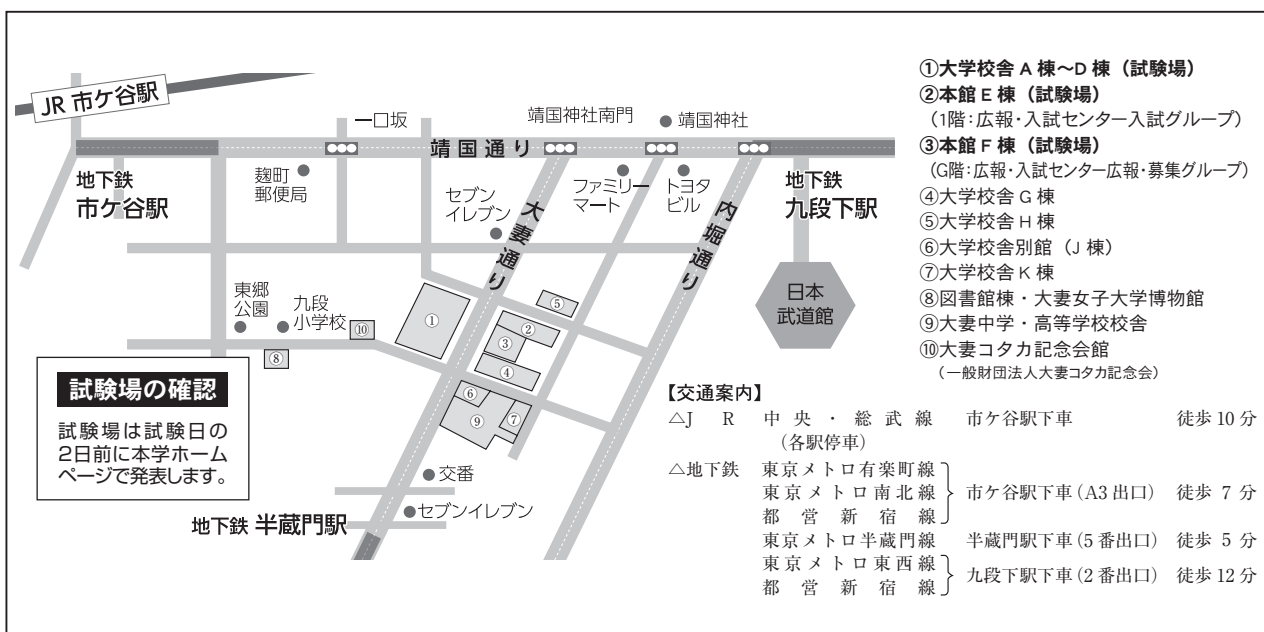 JR 市ケ谷駅
一口坂
靖国神社南門
靖国神社
靖国通り
地下鉄
市ケ谷駅
麹町
郵便局
セブン
イレブン
大妻通り
ファミリー
マート
トヨタ
ビル
内堀通り
地下鉄
九段下駅
日本
武道館
東郷
公園
九段
小学校
⑩
⑧
①
⑤
②
③
④
⑥
⑨
⑦
交番
セブンイレブン
地下鉄 半蔵門駅
試験場の確認
試験場は試験日の
2日前に本学ホーム
ページで発表します。
①大学校舎 A 棟～D 棟（試験場）
②本館 E 棟（試験場）
（1階：広報・入試センター入試グループ）
③本館 F 棟（試験場）
（G階：広報・入試センター広報・募集グループ）
④大学校舎 G 棟
⑤大学校舎 H 棟
⑥大学校舎別館（J 棟）
⑦大学校舎 K 棟
⑧図書館棟・大妻女子大学博物館
⑨大妻中学・高等学校校舎
⑩大妻コタカ記念会館
（一般財団法人大妻コタカ記念会）
【交通案内】
△J R 中央・総武線 市ケ谷駅下車 徒歩 10 分
（各駅停車）
△地下鉄 東京メトロ有楽町線
東京メトロ南北線 市ケ谷駅下車（A3 出口） 徒歩 7 分
都営新宿線
東京メトロ半蔵門線 半蔵門駅下車（5 番出口） 徒歩 5 分
東京メトロ東西線
都営新宿線 九段下駅下車（2 番出口） 徒歩 12 分